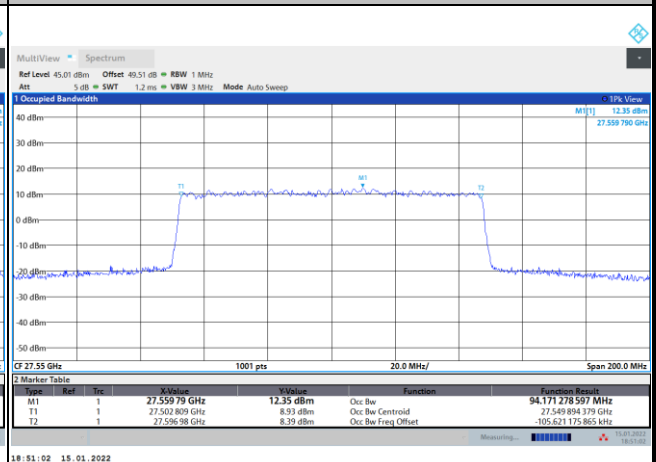 MultiView Spectrum
Ref Level 45.01 dBm Offset 49.51 dB RBW 1 MHz
Att 5 dB SWT 1.2 ms VBW 3 MHz Mode Auto Sweep
1 Occupied Bandwidth 1Pk View
M1[1] 12.35 dBm
27.559 790 GHz
40 dBm
30 dBm
20 dBm
M1
T1 T2
10 dBm
0 dBm
-10 dBm
-20 dBm
-30 dBm
-40 dBm
-50 dBm
CF 27.55 GHz 1001 pts 20.0 MHz/ Span 200.0 MHz
2 Marker Table
Type Ref Trc X-Value Y-Value Function Function Result
M1 1 27.559 79 GHz 12.35 dBm Occ Bw 94.171 278 597 MHz
T1 1 27.502 809 GHz 8.93 dBm Occ Bw Centroid 27.549 894 379 GHz
T2 1 27.596 98 GHz 8.39 dBm Occ Bw Freq Offset -105.621 175 865 kHz
Measuring... 15.01.2022
18:51:02
18:51:02 15.01.2022